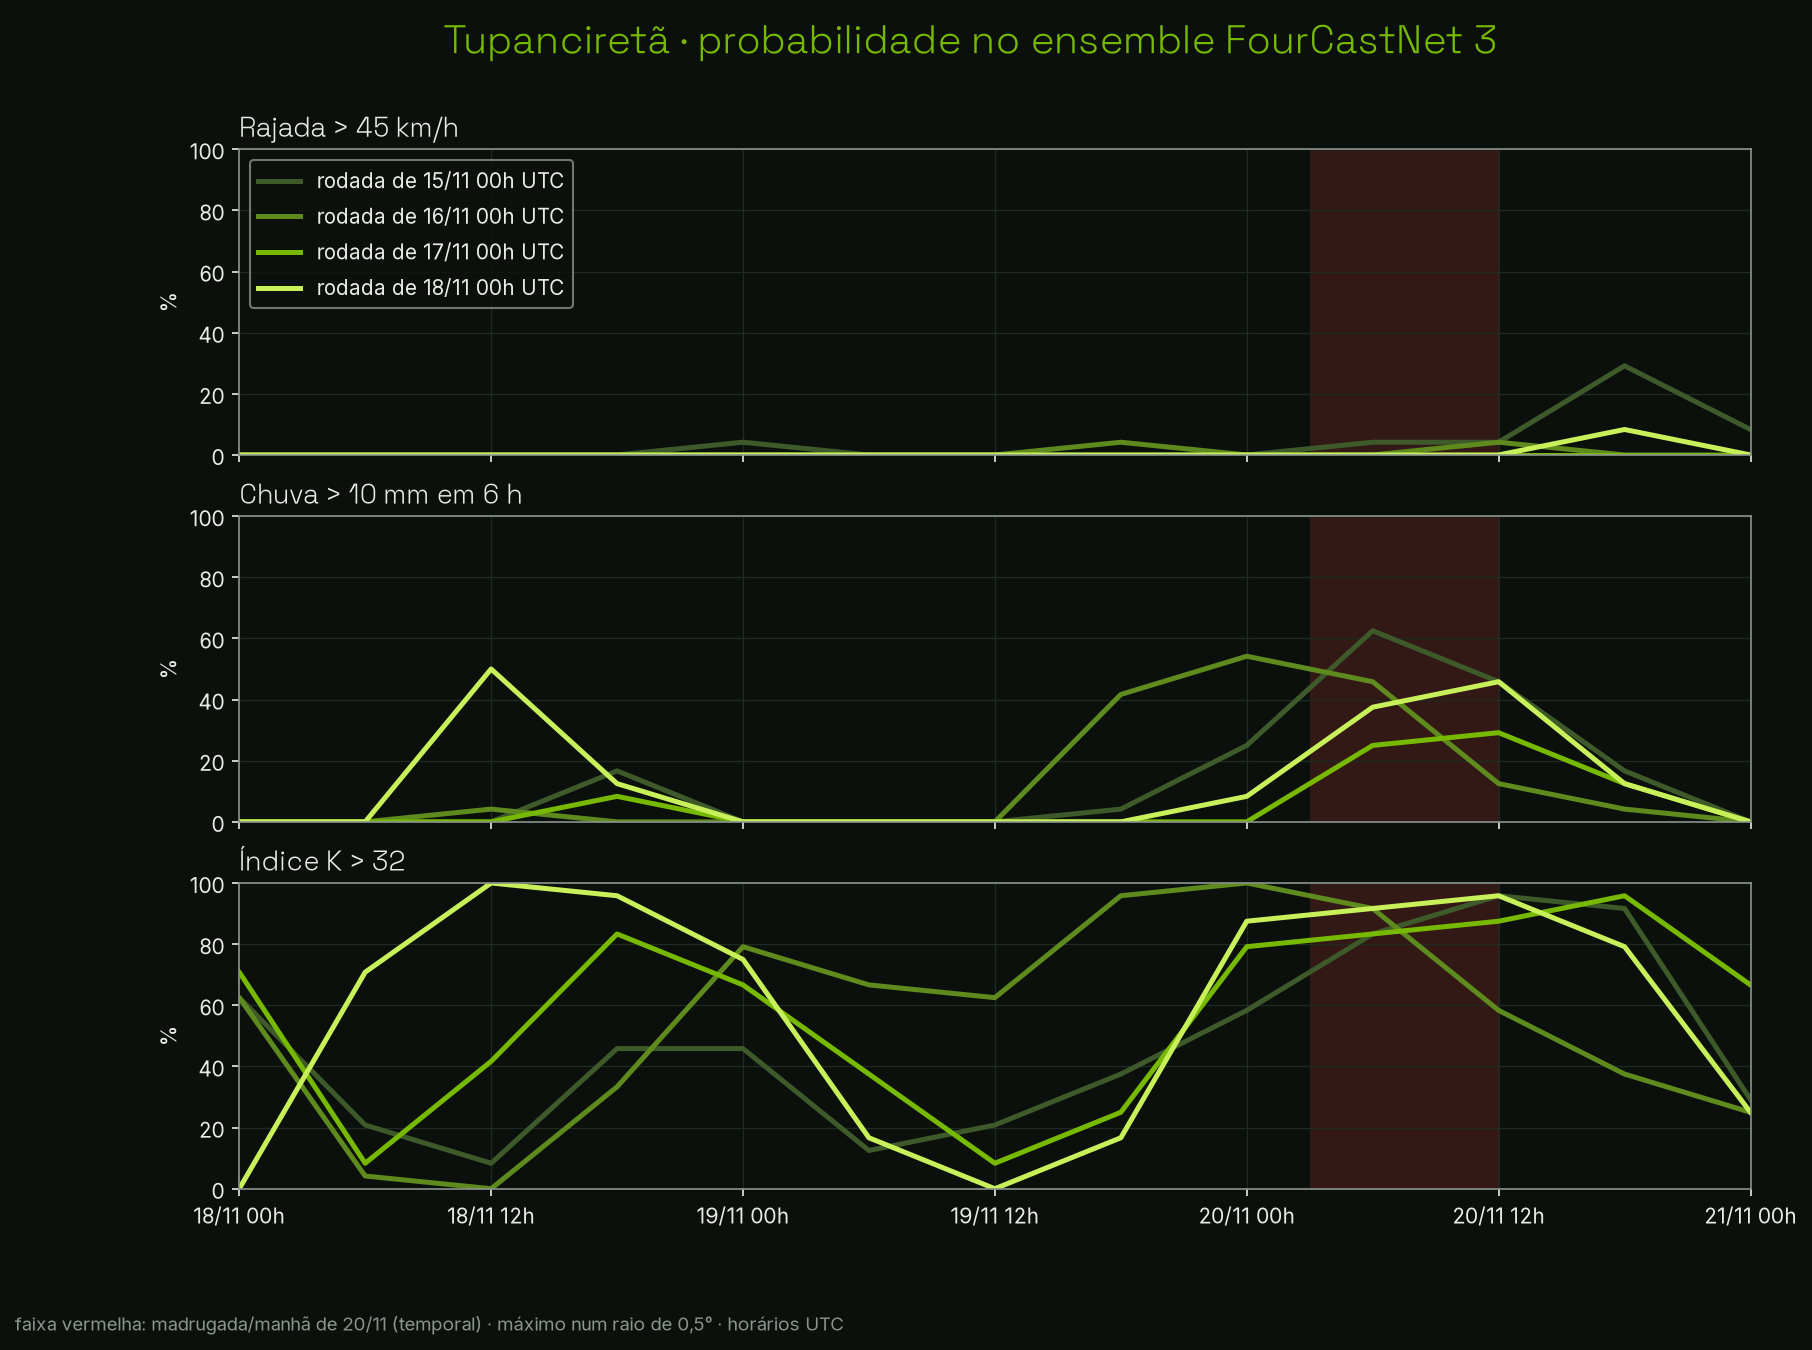 Tupanciretã · probabilidade no ensemble FourCastNet 3
Rajada > 45 km/h
100
80
60
40
20
0
%
rodada de 15/11 00h UTC
rodada de 16/11 00h UTC
rodada de 17/11 00h UTC
rodada de 18/11 00h UTC
Chuva > 10 mm em 6 h
100
80
60
40
20
0
%
Índice K > 32
100
80
60
40
20
0
%
18/11 00h
18/11 12h
19/11 00h
19/11 12h
20/11 00h
20/11 12h
21/11 00h
faixa vermelha: madrugada/manhã de 20/11 (temporal) · máximo num raio de 0,5° · horários UTC